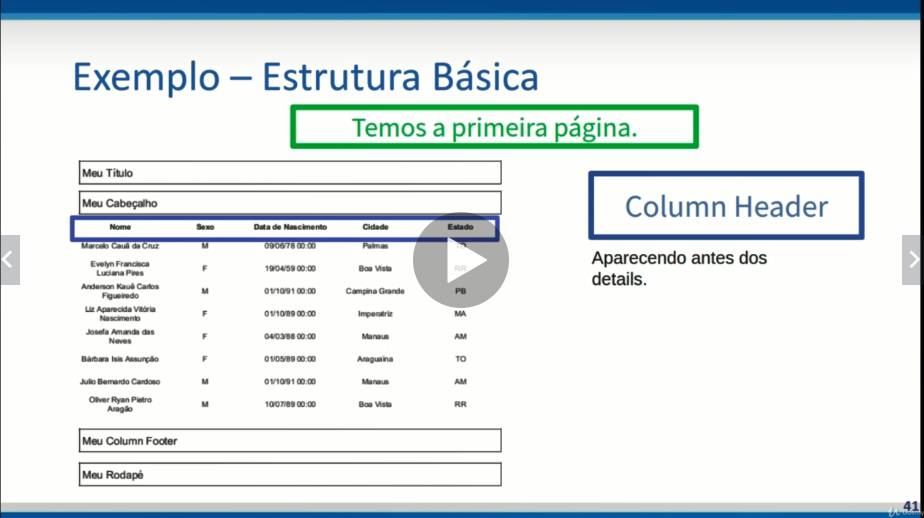 Exemplo – Estrutura Básica
Temos a primeira página.
Meu Título
Meu Cabeçalho
Nome Sexo Data de Nascimento Cidade Estado
Marcelo Cauã da Cruz M 09/06/78 00:00 Palmas
Evelyn Francisca
Luciana Pires F 19/04/59 00:00 Boa Vista RR
Anderson Kauê Carlos
Figueiredo M 01/10/91 00:00 Campina Grande PB
Liz Aparecida Vitória
Nascimento F 01/10/89 00:00 Imperatriz MA
Josefa Amanda das
Neves F 04/03/88 00:00 Manaus AM
Bárbara Isis Assunção F 01/05/89 00:00 Araguaína TO
Julio Bernardo Cardoso M 01/10/91 00:00 Manaus AM
Oliver Ryan Pietro
Aragão M 10/07/89 00:00 Boa Vista RR
Meu Column Footer
Meu Rodapé
Column Header
Aparecendo antes dos
details.
41